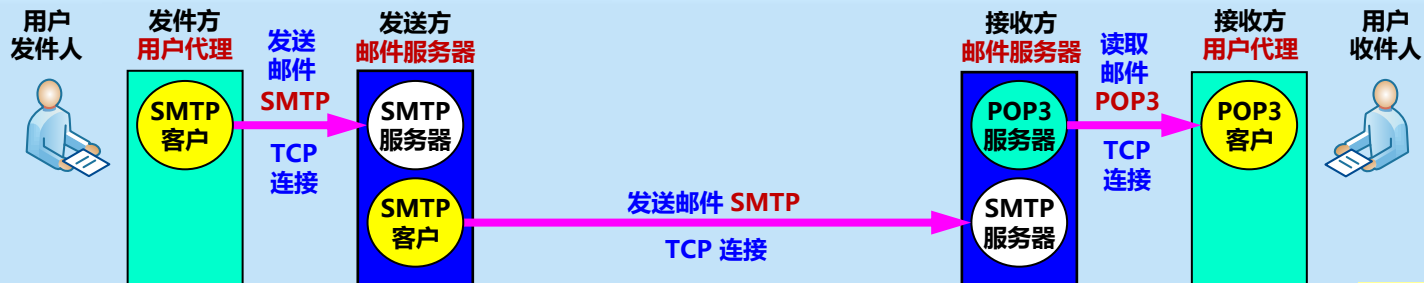 用户
发件人
发件方
用户代理
发送
邮件
SMTP
TCP
连接
SMTP
客户
发送方
邮件服务器
SMTP
服务器
SMTP
客户
发送邮件 SMTP
TCP 连接
接收方
邮件服务器
POP3
服务器
SMTP
服务器
读取
邮件
POP3
TCP
连接
接收方
用户代理
POP3
客户
用户
收件人